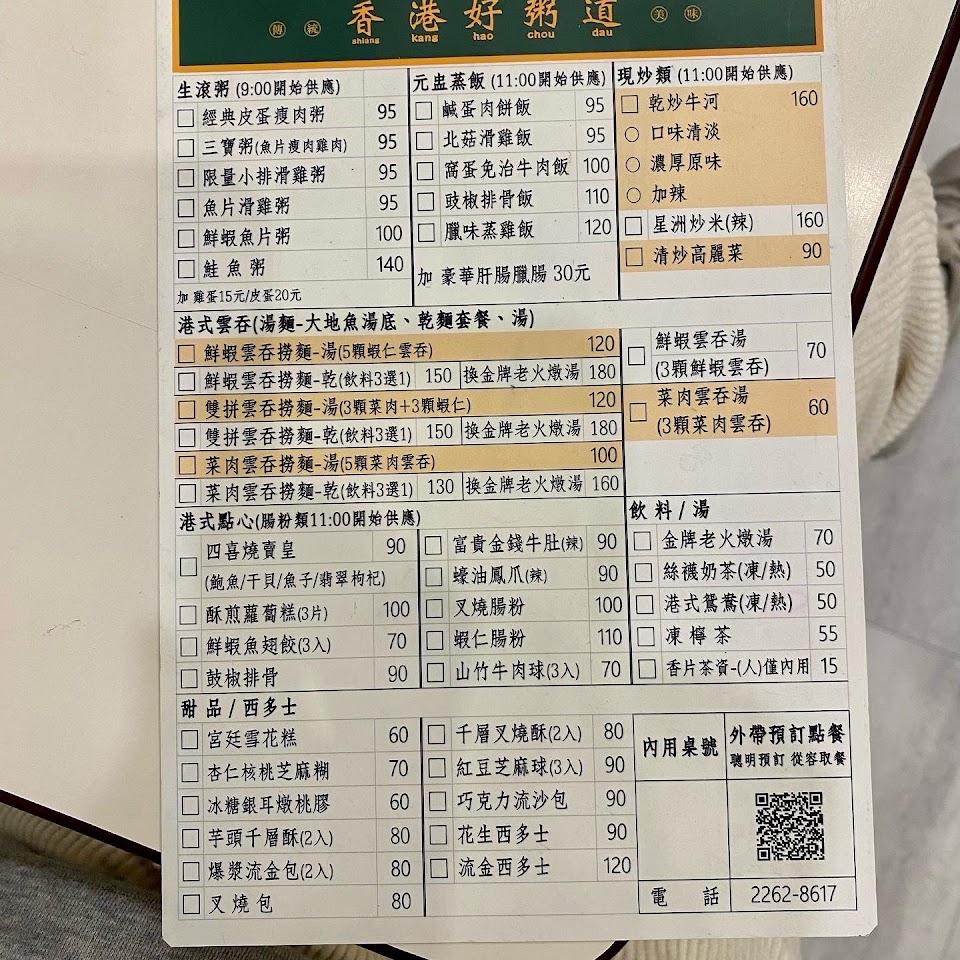 傳統 香港好粥道 美味
shiang kang hao chou dau
生滾粥 (9:00開始供應)
經典皮蛋瘦肉粥 95
三寶粥(魚片瘦肉雞肉) 95
限量小排滑雞粥 95
魚片滑雞粥 95
鮮蝦魚片粥 100
鮭魚粥 140
加 雞蛋15元/皮蛋20元
元盅蒸飯 (11:00開始供應)
鹹蛋肉餅飯 95
北菇滑雞飯 95
窩蛋免治牛肉飯 100
豉椒排骨飯 110
臘味蒸雞飯 120
加 豪華肝腸臘腸 30元
現炒類 (11:00開始供應)
乾炒牛河 160
口味清淡
濃厚原味
加辣
星洲炒米(辣) 160
清炒高麗菜 90
港式雲吞(湯麵-大地魚湯底、乾麵套餐、湯)
鮮蝦雲吞撈麵-湯(5顆蝦仁雲吞) 120
鮮蝦雲吞撈麵-乾(飲料3選1) 150 換金牌老火燉湯 180
雙拼雲吞撈麵-湯(3顆菜肉+3顆蝦仁) 120
雙拼雲吞撈麵-乾(飲料3選1) 150 換金牌老火燉湯 180
菜肉雲吞撈麵-湯(5顆菜肉雲吞) 100
菜肉雲吞撈麵-乾(飲料3選1) 130 換金牌老火燉湯 160
鮮蝦雲吞湯
(3顆鮮蝦雲吞) 70
菜肉雲吞湯
(3顆菜肉雲吞) 60
港式點心(腸粉類11:00開始供應)
四喜燒賣皇 90
(鮑魚/干貝/魚子/翡翠枸杞)
酥煎蘿蔔糕(3片) 100
鮮蝦魚翅餃(3入) 70
鼓椒排骨 90
富貴金錢牛肚(辣) 90
蠔油鳳爪(辣) 90
叉燒腸粉 100
蝦仁腸粉 110
山竹牛肉球(3入) 70
飲料/湯
金牌老火燉湯 70
絲襪奶茶(凍/熱) 50
港式鴛鴦(凍/熱) 50
凍檸茶 55
香片茶資-(人)僅內用 15
甜品/西多士
宮廷雪花糕 60
杏仁核桃芝麻糊 70
冰糖銀耳燉桃膠 60
芋頭千層酥(2入) 80
爆漿流金包(2入) 80
叉燒包 80
千層叉燒酥(2入) 80
紅豆芝麻球(3入) 90
巧克力流沙包 90
花生西多士 90
流金西多士 120
內用桌號
外帶預訂點餐
聰明預訂 從容取餐
電話 2262-8617